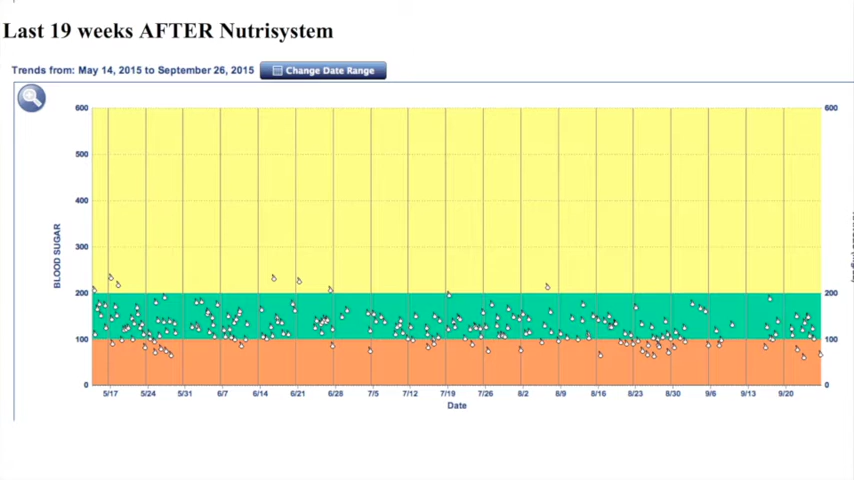 Last 19 weeks AFTER Nutrisystem
Trends from: May 14, 2015 to September 26, 2015 Change Date Range
600 600
500
400
300
200 200
100 100
0 0
BLOOD SUGAR
5/17 5/24 5/31 6/7 6/14 6/21 6/28 7/5 7/12 7/19 7/26 8/2 8/9 8/16 8/23 8/30 9/6 9/13 9/20
Date